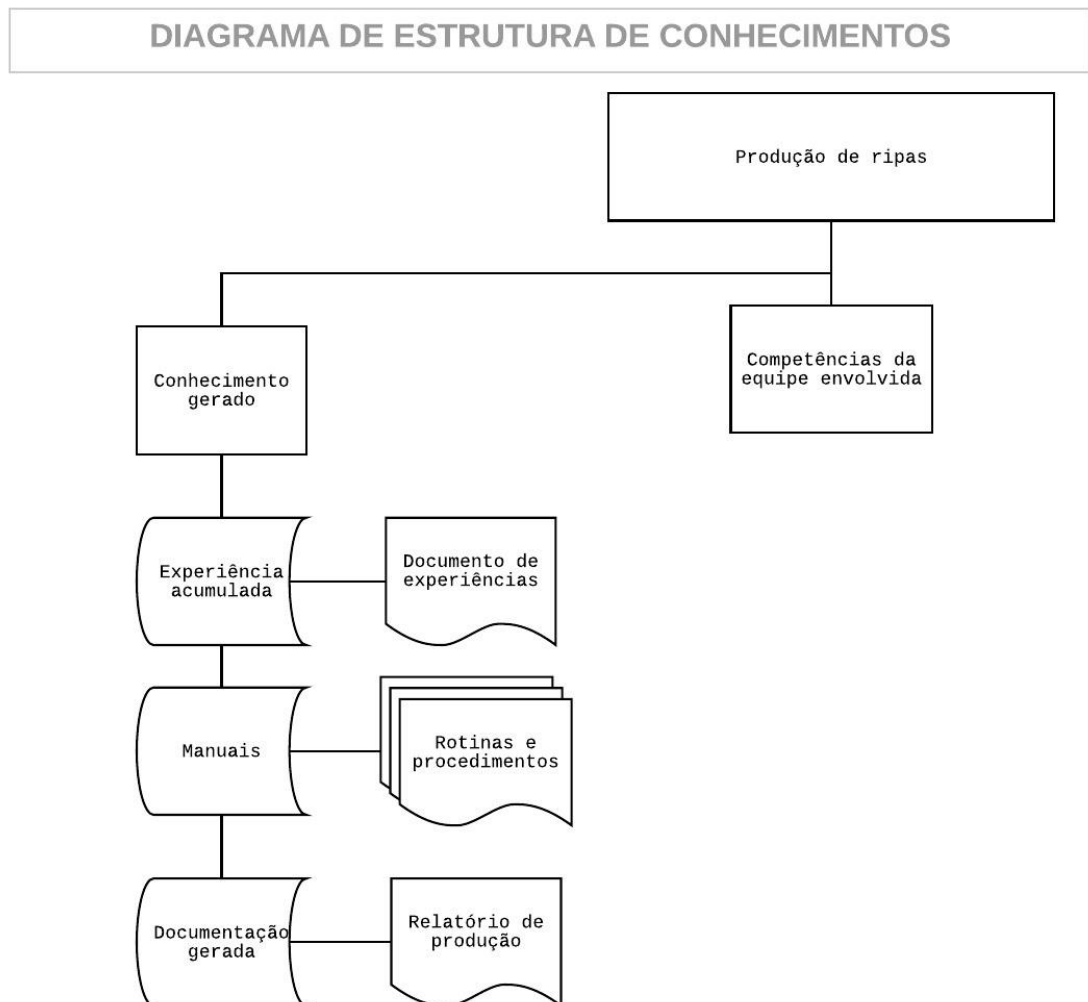 DIAGRAMA DE ESTRUTURA DE CONHECIMENTOS
Produção de ripas
Competências da
equipe envolvida
Conhecimento
gerado
Experiência
acumulada
Documento de
experiências
Manuais
Rotinas e
procedimentos
Documentação
gerada
Relatório de
produção